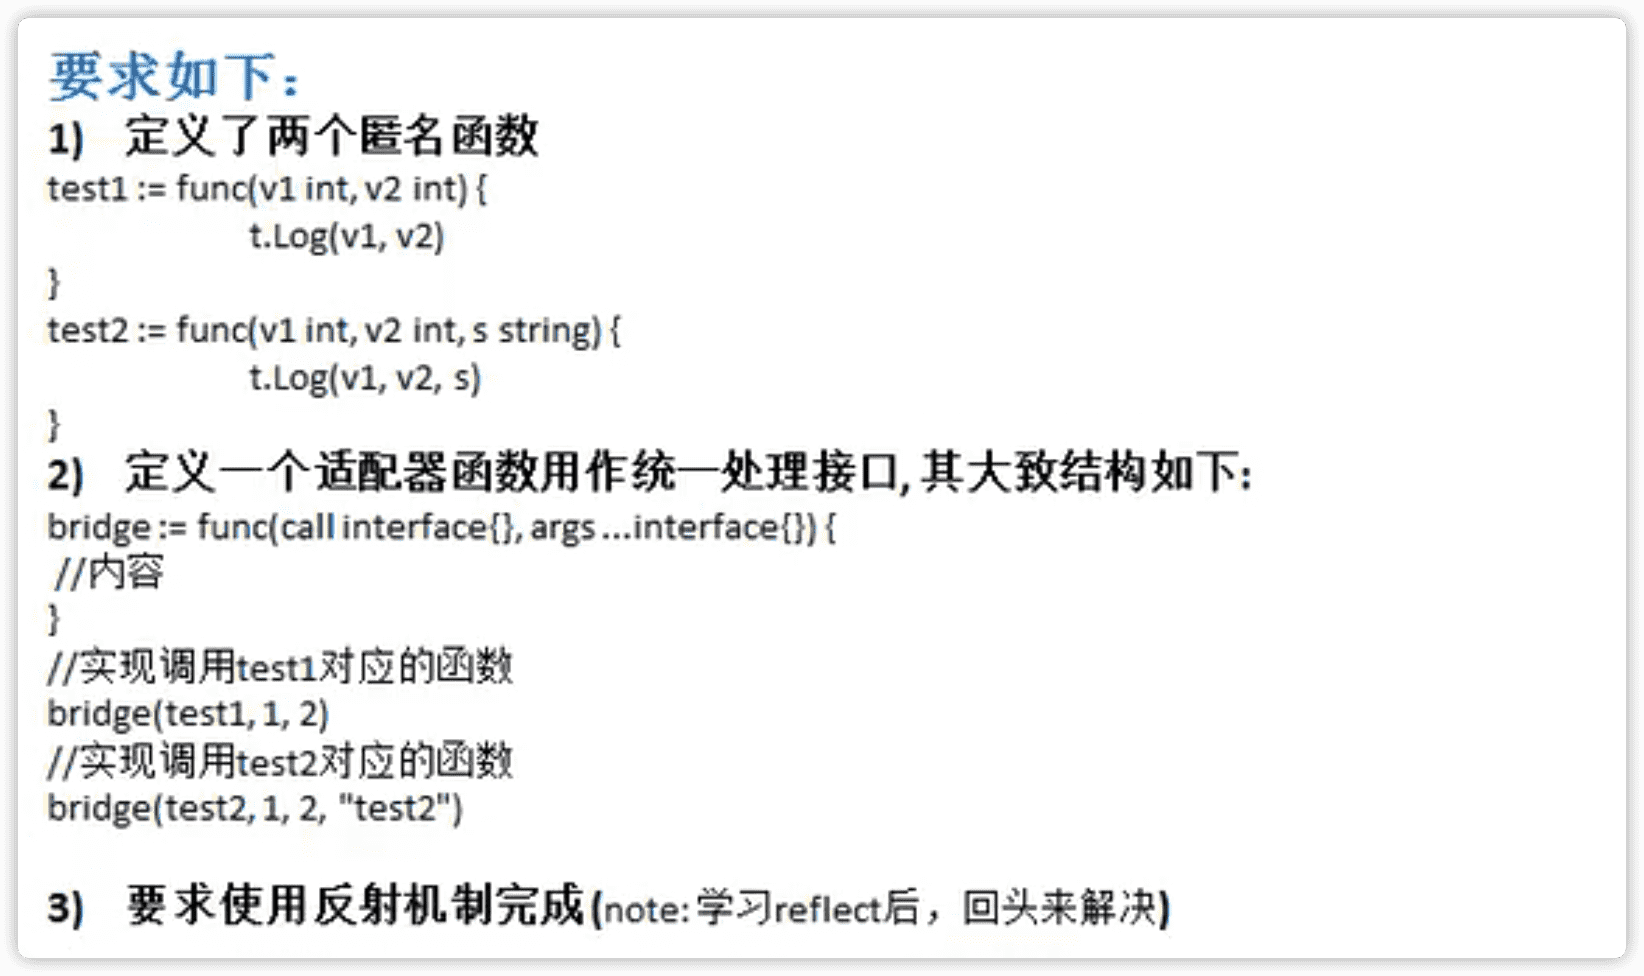 要求如下：
1) 定义了两个匿名函数
test1 := func(v1 int, v2 int) {
t.Log(v1, v2)
}
test2 := func(v1 int, v2 int, s string) {
t.Log(v1, v2, s)
}
2) 定义一个适配器函数用作统一处理接口, 其大致结构如下:
bridge := func(call interface{}, args ...interface{}) {
//内容
}
//实现调用test1对应的函数
bridge(test1, 1, 2)
//实现调用test2对应的函数
bridge(test2, 1, 2, "test2")
3) 要求使用反射机制完成(note: 学习reflect后，回头来解决)